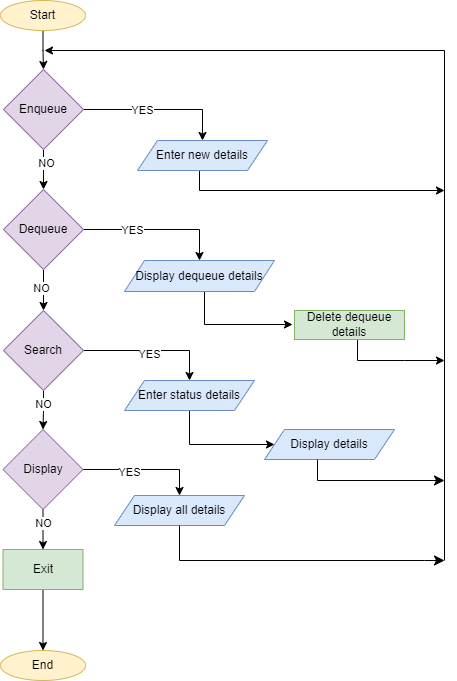 Start
Enqueue
YES
Enter new details
NO
Dequeue
YES
Display dequeue details
NO
Delete dequeue
details
Search
YES
Enter status details
NO
Display details
Display
YES
Display all details
NO
Exit
End